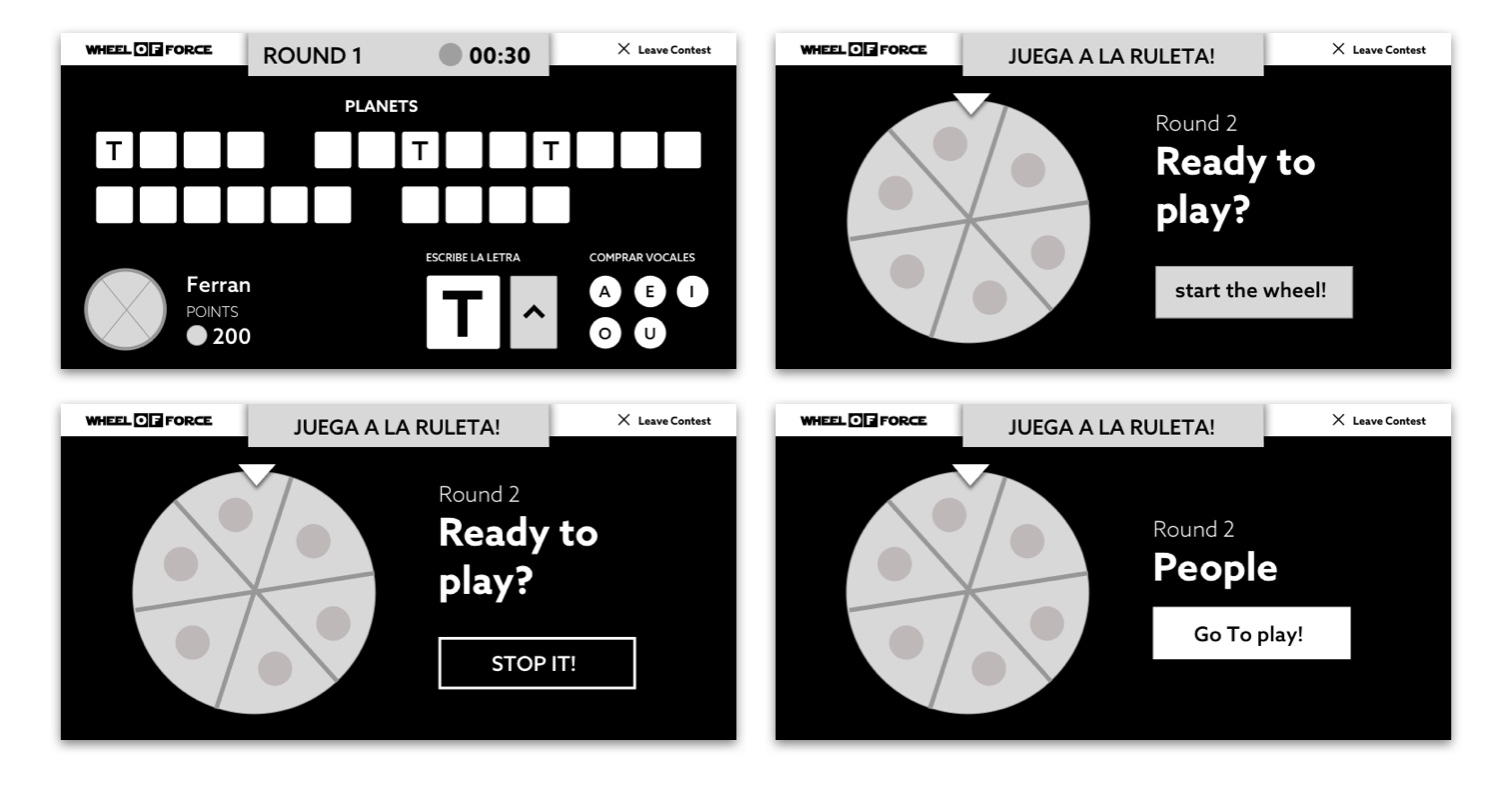 WHEEL OF FORCE
ROUND 1
00:30
Leave Contest
PLANETS
T T T
ESCRIBE LA LETRA
COMPRAR VOCALES
Ferran
POINTS
200
T
A E I
O U
WHEEL OF FORCE
JUEGA A LA RULETA!
Leave Contest
Round 2
Ready to
play?
start the wheel!
WHEEL OF FORCE
JUEGA A LA RULETA!
Leave Contest
Round 2
Ready to
play?
STOP IT!
WHEEL OF FORCE
JUEGA A LA RULETA!
Leave Contest
Round 2
People
Go To play!